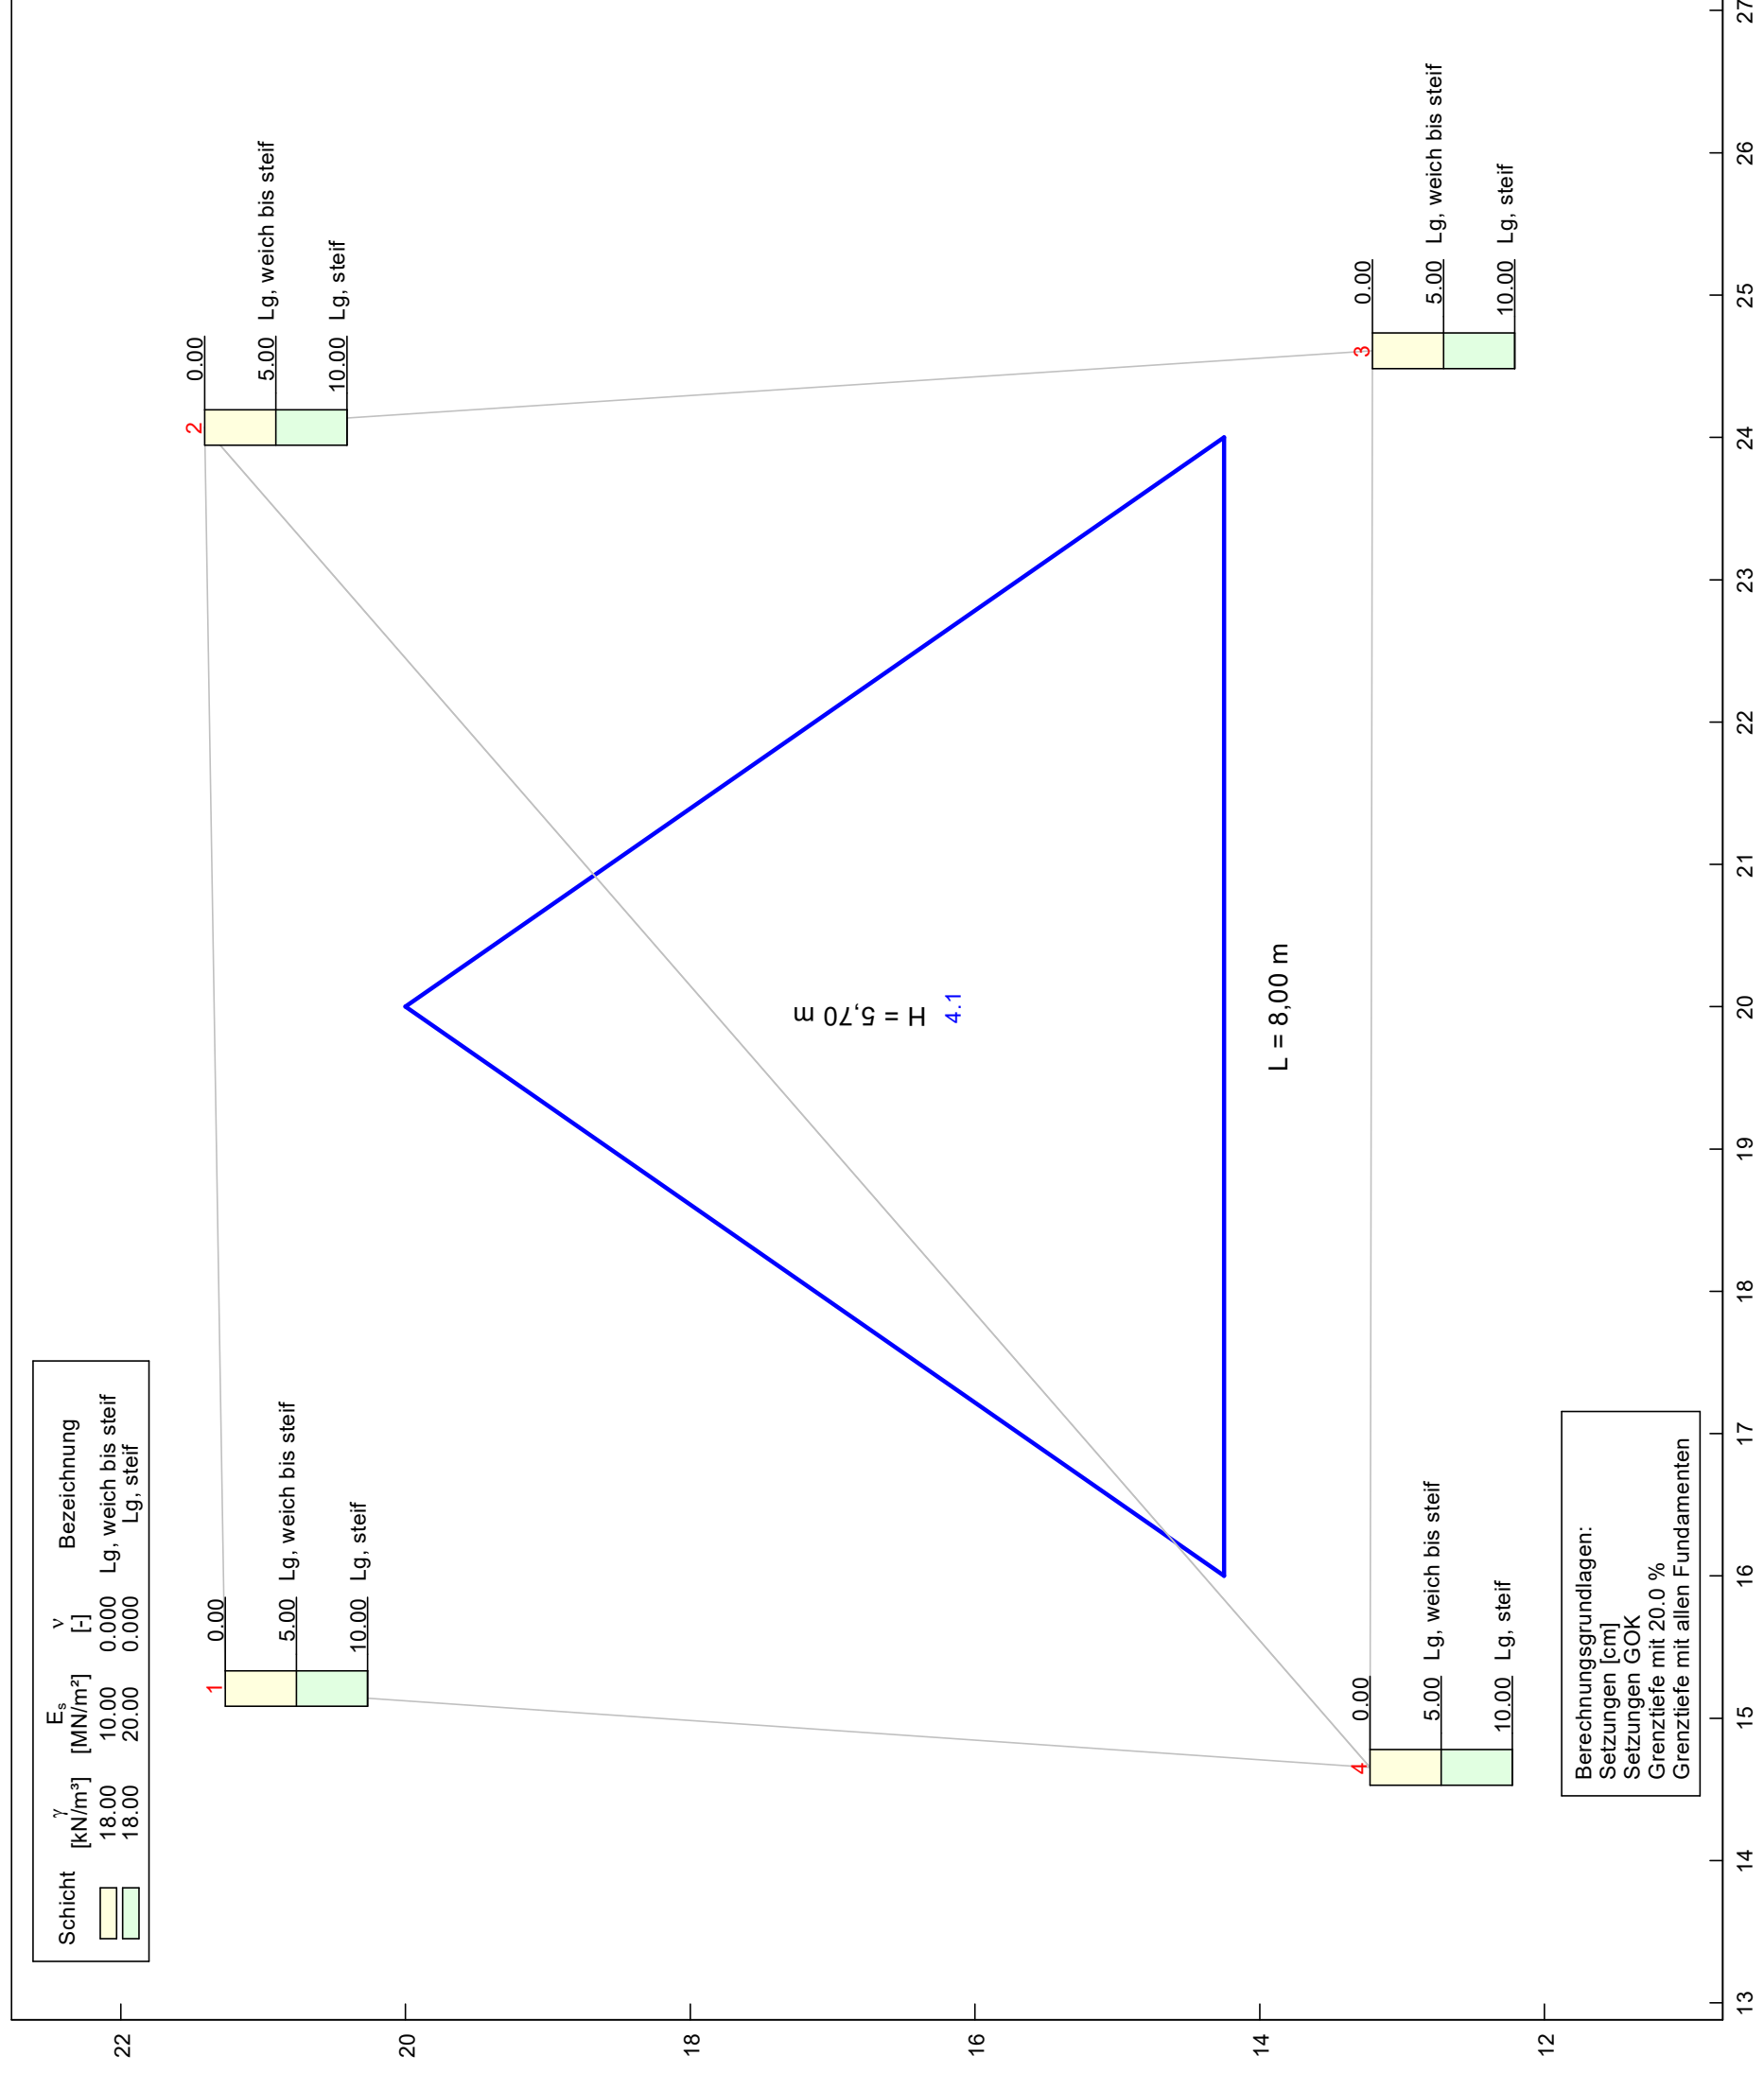 Schicht γ Es ν Bezeichnung
[kN/m³] [MN/m²] [-]
18.00 10.00 0.000 Lg, weich bis steif
18.00 20.00 0.000 Lg, steif
1
0.00
5.00 Lg, weich bis steif
10.00 Lg, steif
2
0.00
5.00 Lg, weich bis steif
10.00 Lg, steif
H = 5,70 m
4.1
L = 8,00 m
4
0.00
5.00 Lg, weich bis steif
10.00 Lg, steif
3
0.00
5.00 Lg, weich bis steif
10.00 Lg, steif
Berechnungsgrundlagen:
Setzungen [cm]
Setzungen GOK
Grenztiefe mit 20.0 %
Grenztiefe mit allen Fundamenten
22
20
18
16
14
12
13 14 15 16 17 18 19 20 21 22 23 24 25 26 27